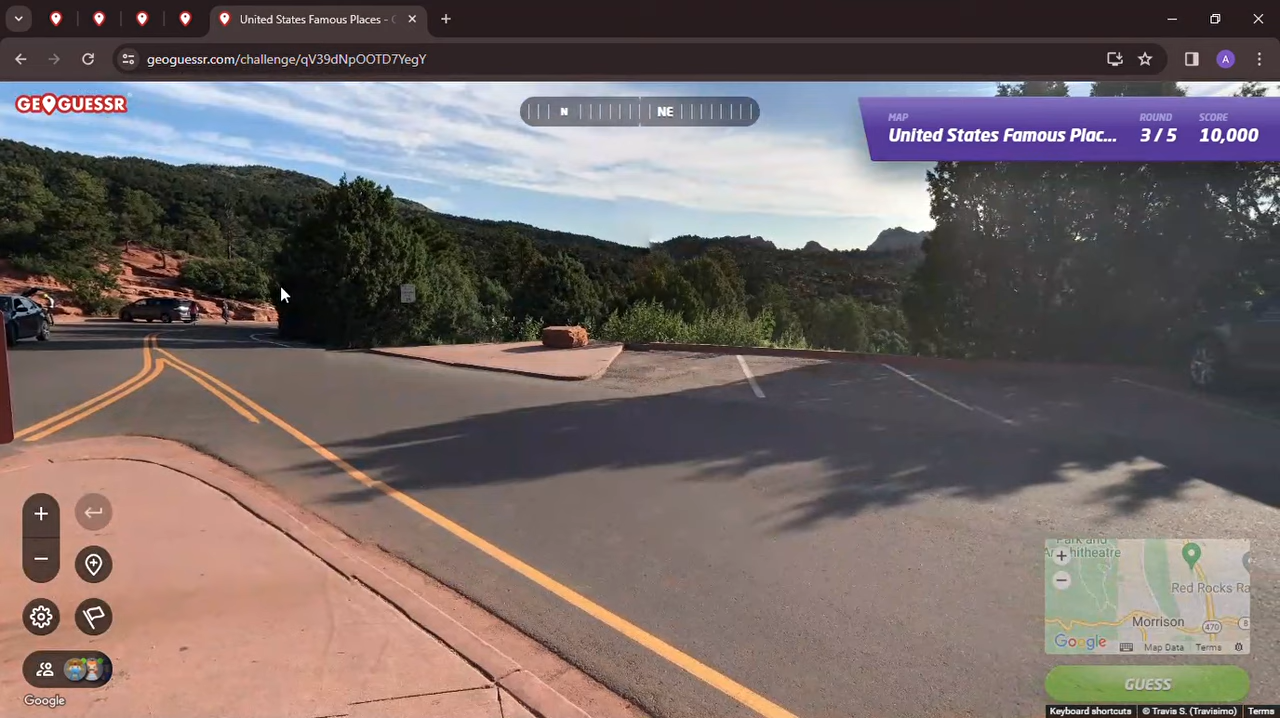 United States Famous Places - G
geoguessr.com/challenge/qV39dNpOOTD7YegY
A
GEOGUESSR
N
NE
MAP
ROUND
SCORE
United States Famous Plac...
3 / 5
10,000
Park and
Amphitheatre
Red Rocks Ra
Morrison
470
8
Google
Map Data
Terms
GUESS
Google
Keyboard shortcuts
© Travis S. (Travisimo)
Terms